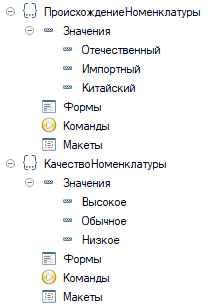 ПроисхождениеНоменклатуры
Значения
Отечественный
Импортный
Китайский
Формы
Команды
Макеты
КачествоНоменклатуры
Значения
Высокое
Обычное
Низкое
Формы
Команды
Макеты